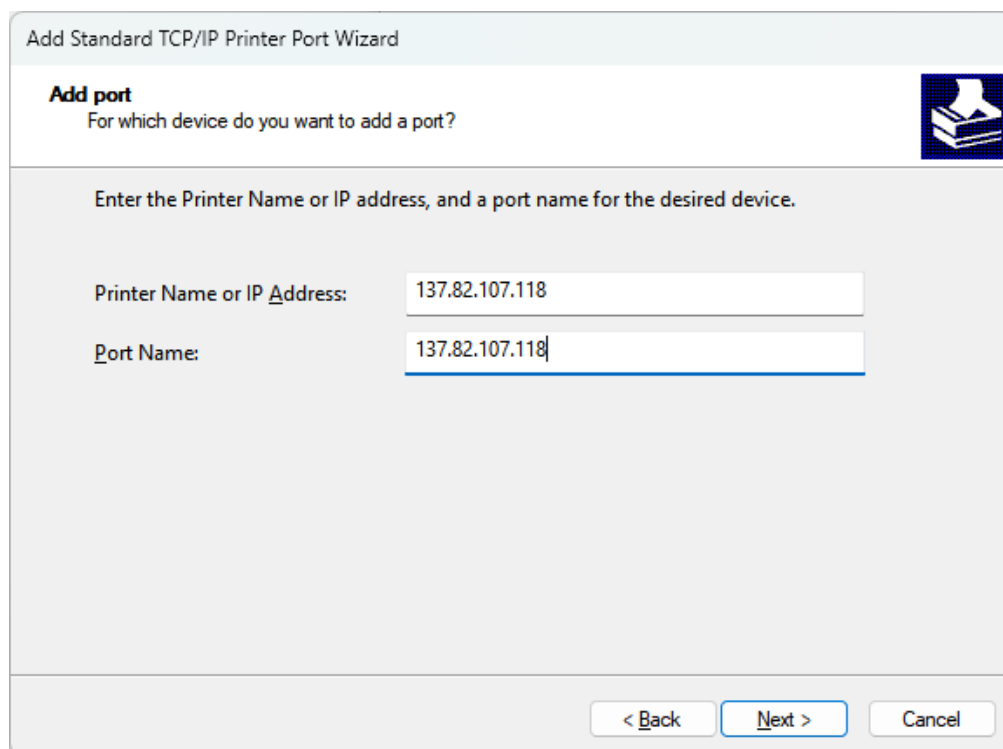 Add Standard TCP/IP Printer Port Wizard
Add port
For which device do you want to add a port?
Enter the Printer Name or IP address, and a port name for the desired device.
Printer Name or IP Address: 137.82.107.118
Port Name: 137.82.107.118
< Back Next > Cancel